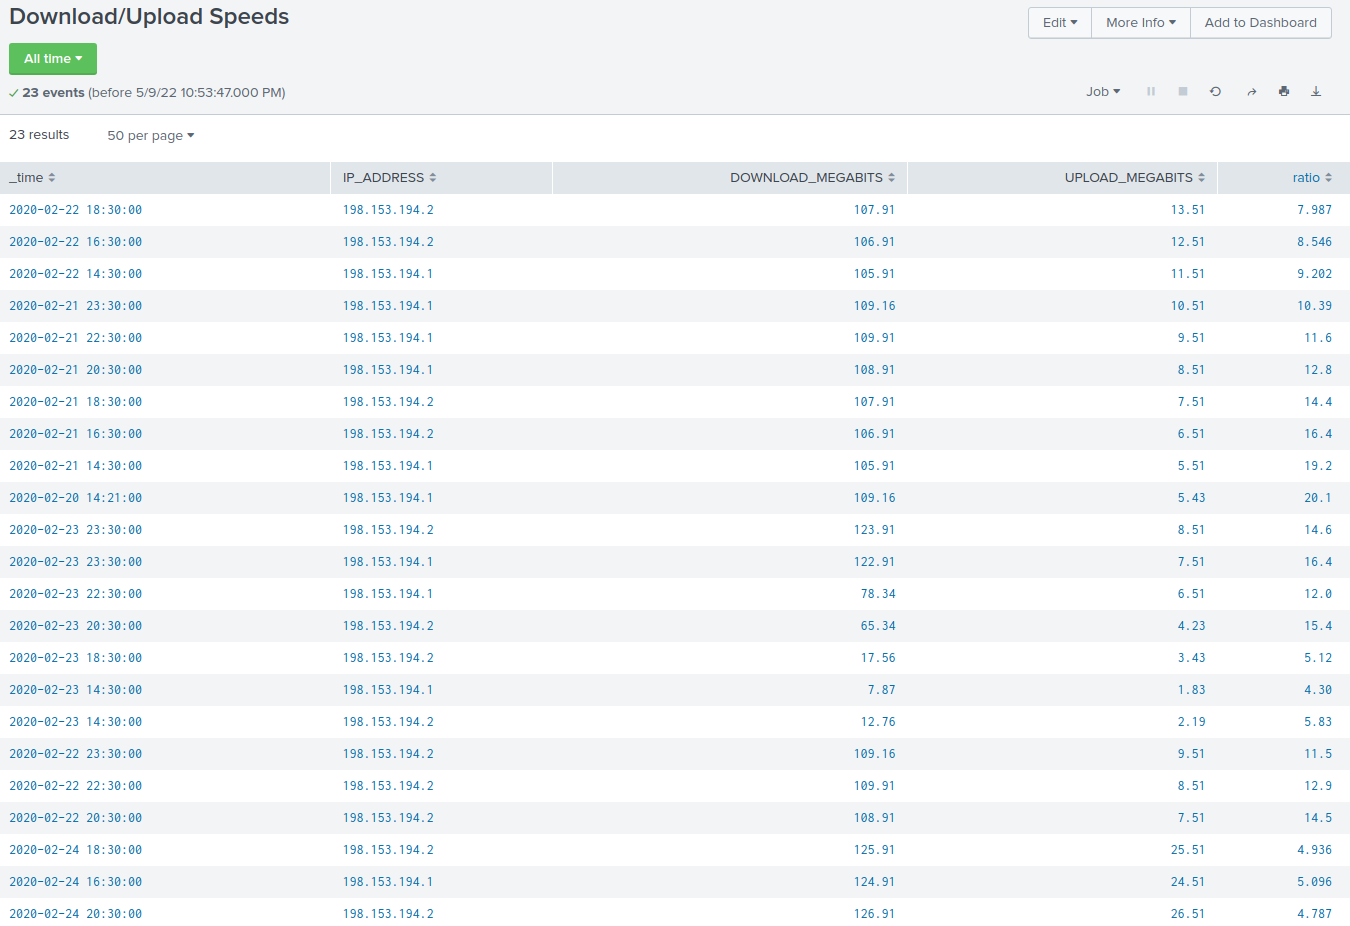 Download/Upload Speeds
Edit More Info Add to Dashboard
All time
23 events (before 5/9/22 10:53:47.000 PM)
Job
23 results 50 per page
_time IP_ADDRESS DOWNLOAD_MEGABITS UPLOAD_MEGABITS ratio
2020-02-22 18:30:00 198.153.194.2 107.91 13.51 7.987
2020-02-22 16:30:00 198.153.194.2 106.91 12.51 8.546
2020-02-22 14:30:00 198.153.194.1 105.91 11.51 9.202
2020-02-21 23:30:00 198.153.194.1 109.16 10.51 10.39
2020-02-21 22:30:00 198.153.194.1 109.91 9.51 11.6
2020-02-21 20:30:00 198.153.194.1 108.91 8.51 12.8
2020-02-21 18:30:00 198.153.194.2 107.91 7.51 14.4
2020-02-21 16:30:00 198.153.194.2 106.91 6.51 16.4
2020-02-21 14:30:00 198.153.194.1 105.91 5.51 19.2
2020-02-20 14:21:00 198.153.194.1 109.16 5.43 20.1
2020-02-23 23:30:00 198.153.194.2 123.91 8.51 14.6
2020-02-23 23:30:00 198.153.194.1 122.91 7.51 16.4
2020-02-23 22:30:00 198.153.194.1 78.34 6.51 12.0
2020-02-23 20:30:00 198.153.194.2 65.34 4.23 15.4
2020-02-23 18:30:00 198.153.194.2 17.56 3.43 5.12
2020-02-23 14:30:00 198.153.194.1 7.87 1.83 4.30
2020-02-23 14:30:00 198.153.194.2 12.76 2.19 5.83
2020-02-22 23:30:00 198.153.194.2 109.16 9.51 11.5
2020-02-22 22:30:00 198.153.194.2 109.91 8.51 12.9
2020-02-22 20:30:00 198.153.194.2 108.91 7.51 14.5
2020-02-24 18:30:00 198.153.194.2 125.91 25.51 4.936
2020-02-24 16:30:00 198.153.194.1 124.91 24.51 5.096
2020-02-24 20:30:00 198.153.194.2 126.91 26.51 4.787